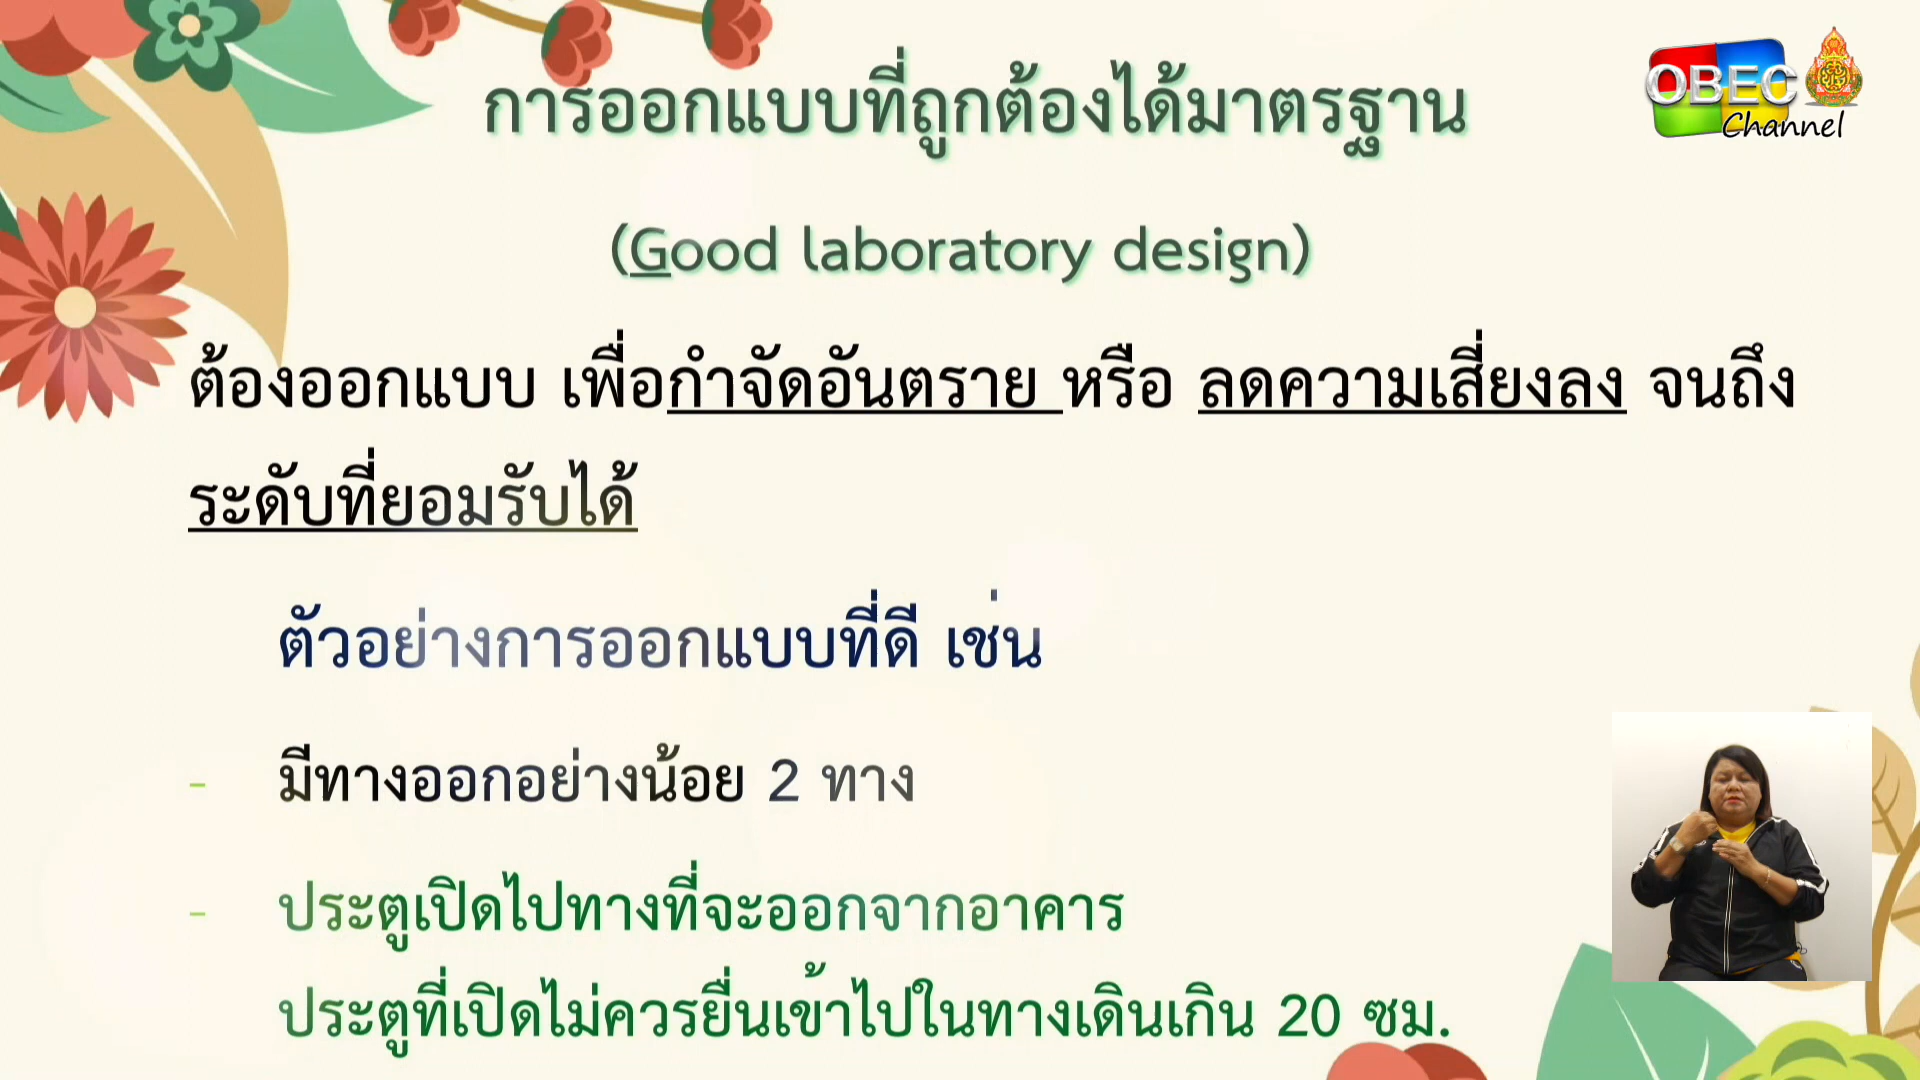 การออกแบบที่ถูกต้องได้มาตรฐาน
OBEC
Channel
(Good laboratory design)
ต้องออกแบบ เพื่อกำจัดอันตราย หรือ ลดความเสี่ยงลง จนถึง
ระดับที่ยอมรับได้
ตัวอย่างการออกแบบที่ดี เช่น
- มีทางออกอย่างน้อย 2 ทาง
- ประตูเปิดไปทางที่จะออกจากอาคาร
ประตูที่เปิดไม่ควรยื่นเข้าไปในทางเดินเกิน 20 ซม.